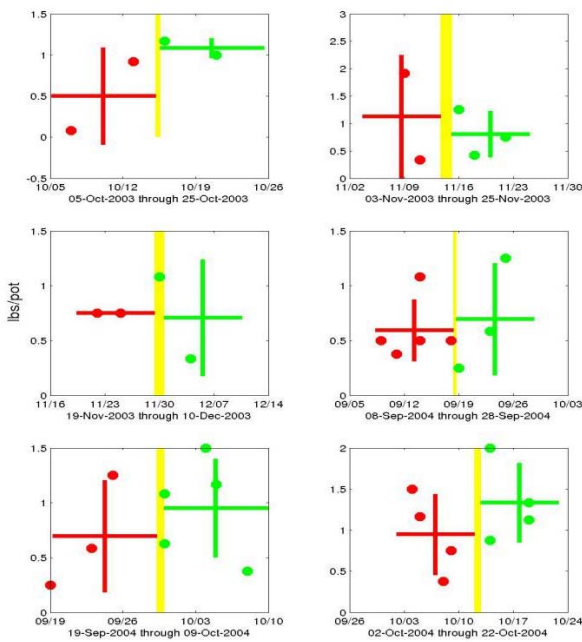 1.5
1
0.5
0
-0.5
10/05 10/12 10/19 10/26
05-Oct-2003 through 25-Oct-2003
3
2.5
2
1.5
1
0.5
0
11/02 11/09 11/16 11/23 11/30
03-Nov-2003 through 25-Nov-2003
lbs/pot
1.5
1
0.5
0
11/16 11/23 11/30 12/07 12/14
19-Nov-2003 through 10-Dec-2003
1.5
1
0.5
0
09/05 09/12 09/19 09/26 10/03
08-Sep-2004 through 28-Sep-2004
1.5
1
0.5
0
09/19 09/26 10/03 10/10
19-Sep-2004 through 09-Oct-2004
2
1.5
1
0.5
0
09/26 10/03 10/10 10/17 10/24
02-Oct-2004 through 22-Oct-2004